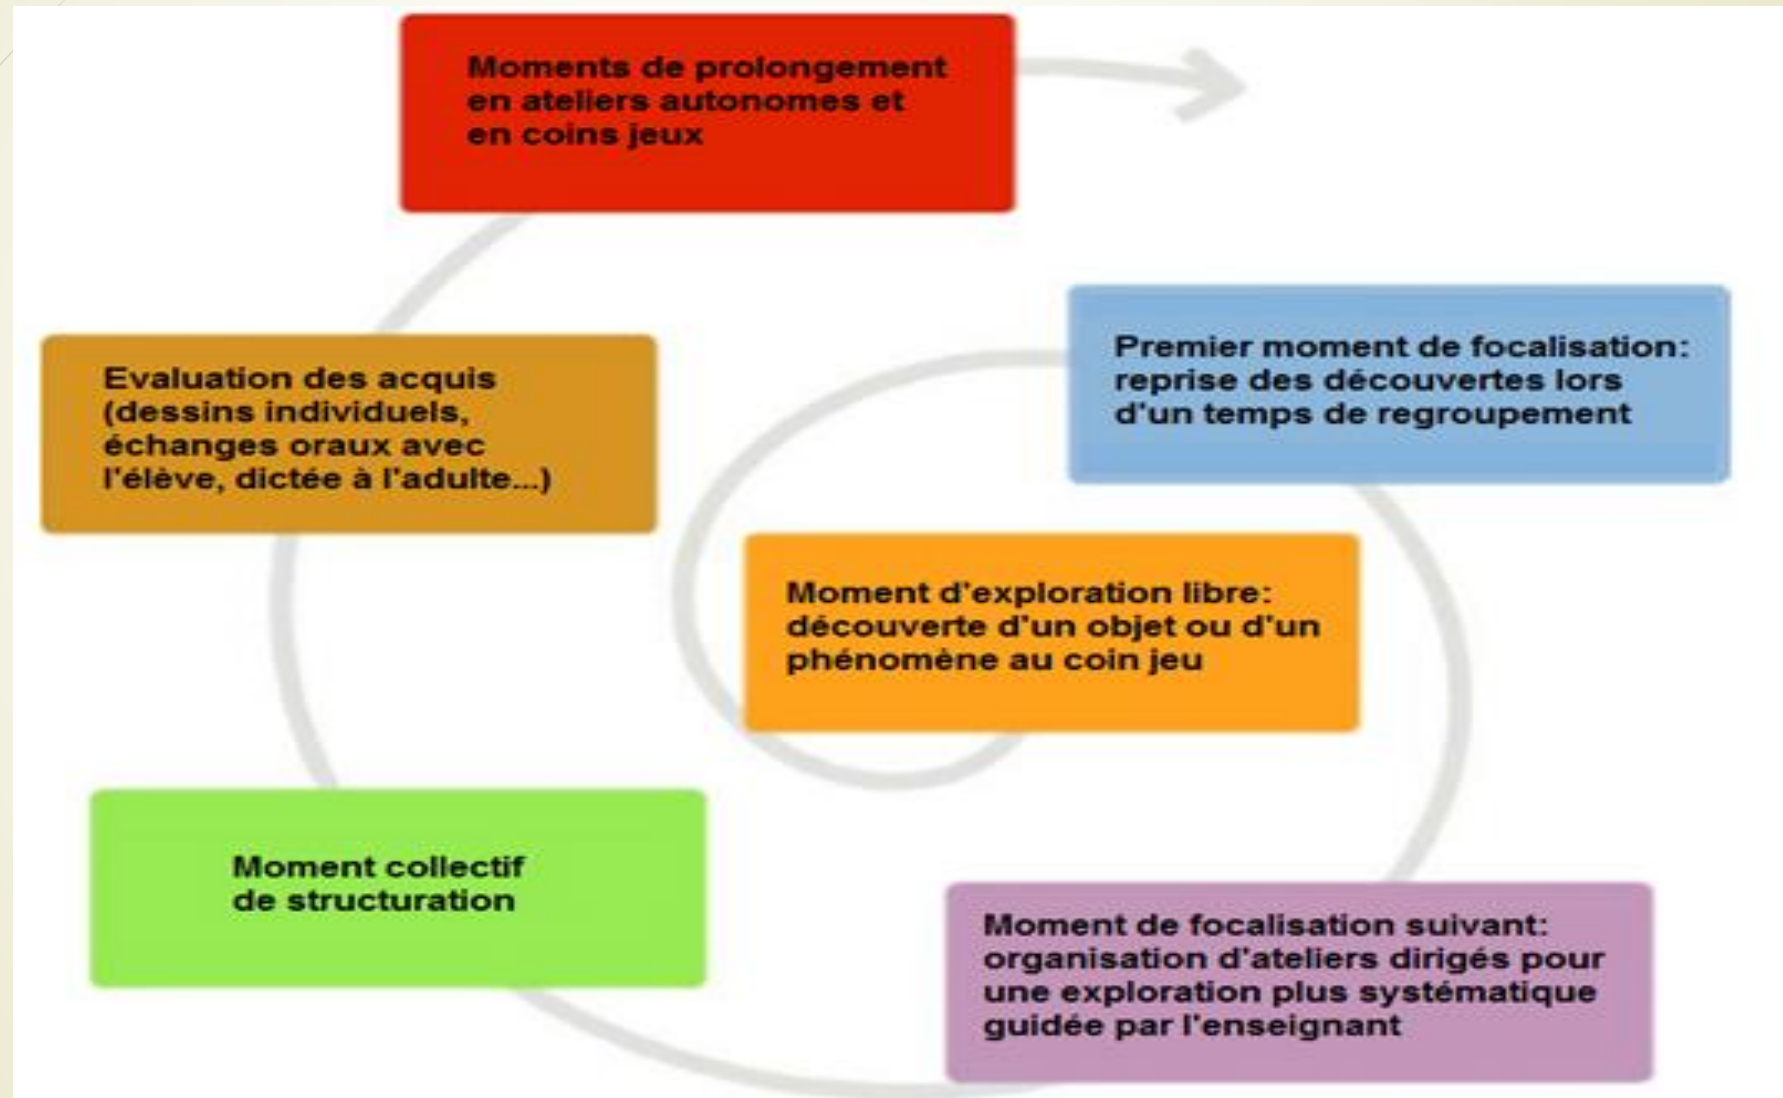 Moments de prolongement
en ateliers autonomes et
en coins jeux
Premier moment de focalisation:
reprise des découvertes lors
d'un temps de regroupement
Evaluation des acquis
(dessins individuels,
échanges oraux avec
l'élève, dictée à l'adulte...)
Moment d'exploration libre:
découverte d'un objet ou d'un
phénomène au coin jeu
Moment collectif
de structuration
Moment de focalisation suivant:
organisation d'ateliers dirigés pour
une exploration plus systématique
guidée par l'enseignant